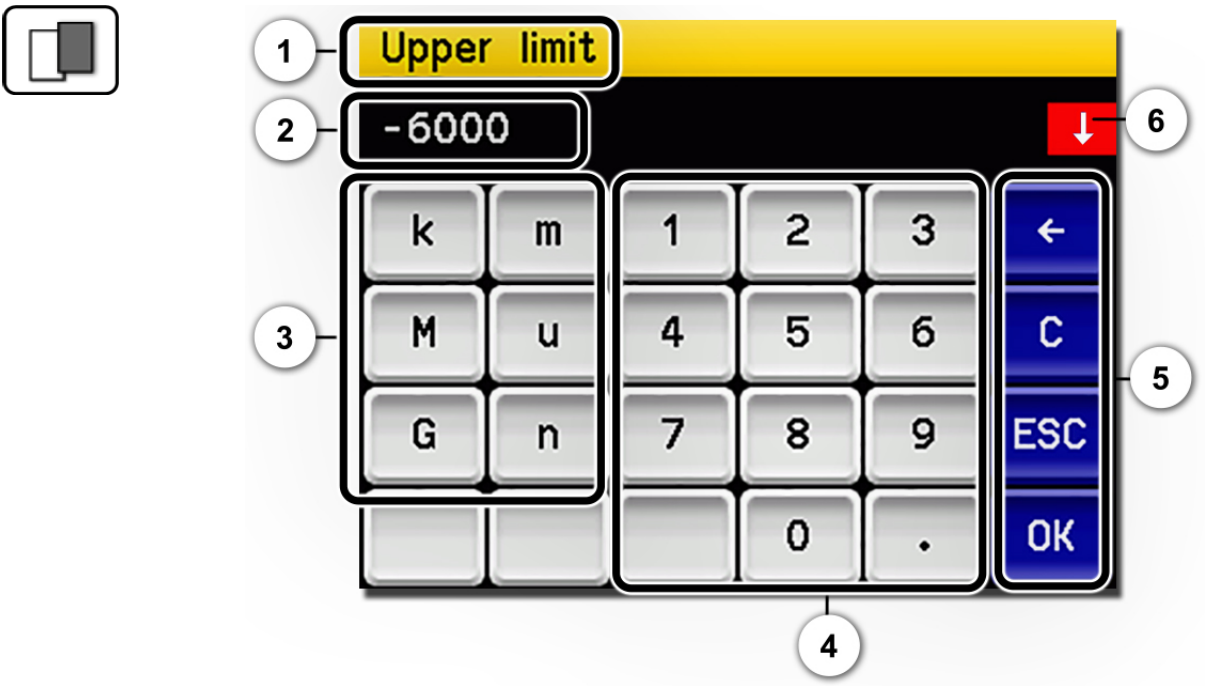 1 Upper limit
2 -6000 ↓ 6
k m 1 2 3 ←
3 M u 4 5 6 C 5
G n 7 8 9 ESC
0 . OK
4